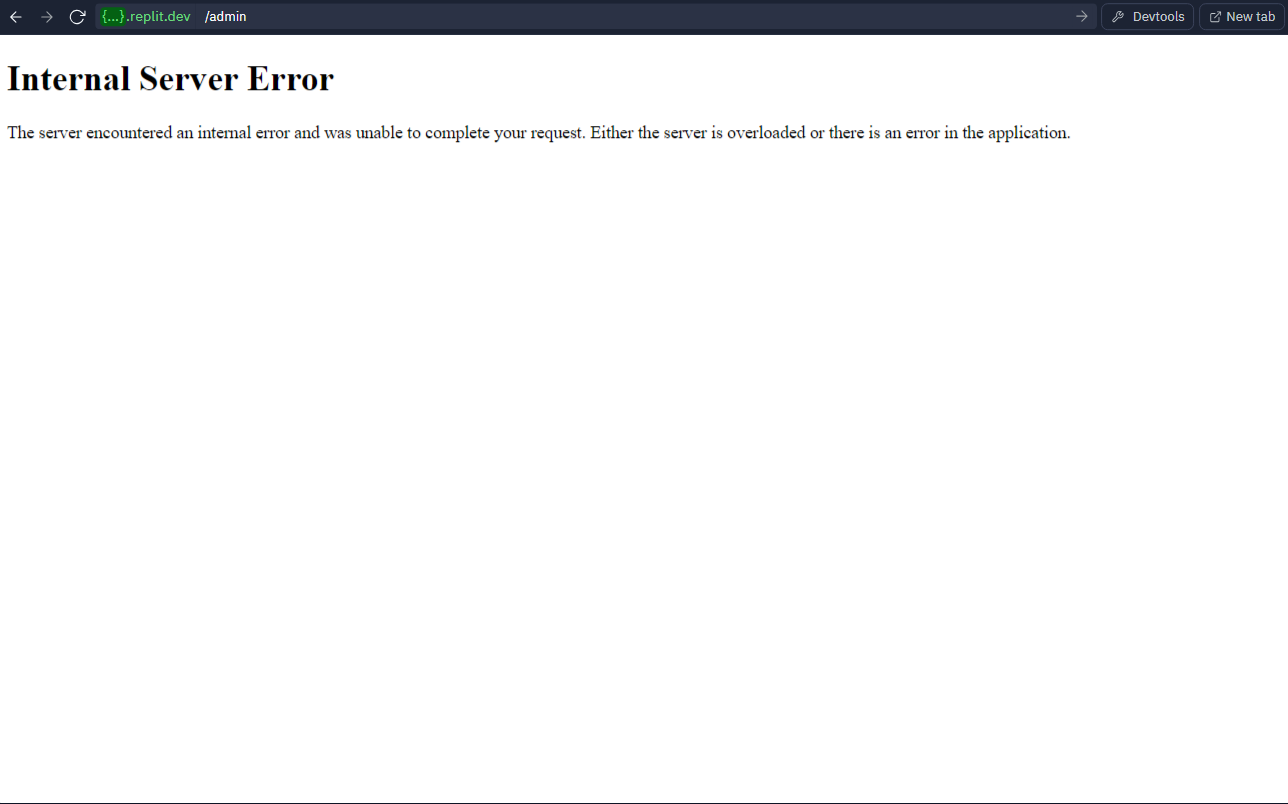 {...}.replit.dev /admin Devtools New tab
Internal Server Error
The server encountered an internal error and was unable to complete your request. Either the server is overloaded or there is an error in the application.